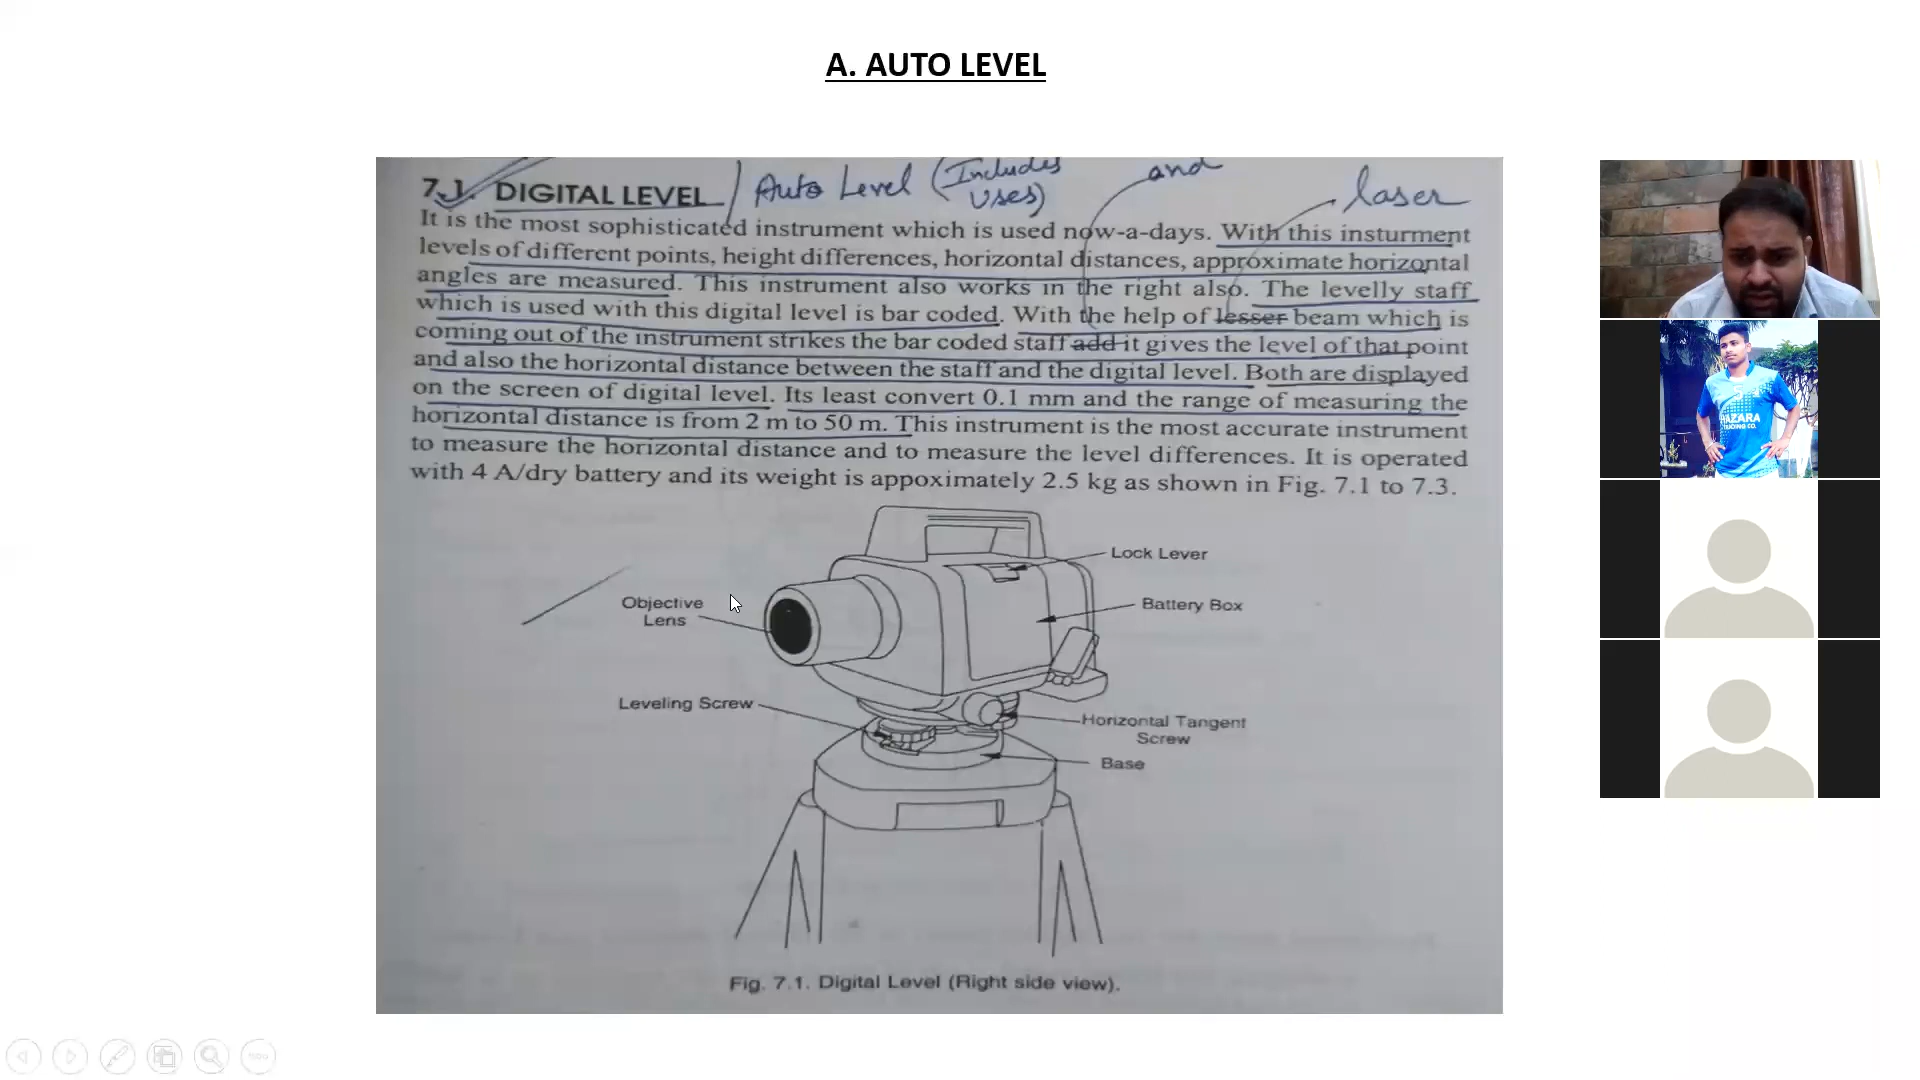 A. AUTO LEVEL
7.1. DIGITAL LEVEL / Auto Level (Includes Uses) and laser
It is the most sophisticated instrument which is used now-a-days. With this insturment
levels of different points, height differences, horizontal distances, approximate horizontal
angles are measured. This instrument also works in the right also. The levelly staff
which is used with this digital level is bar coded. With the help of lesser beam which is
coming out of the instrument strikes the bar coded staff add it gives the level of that point
and also the horizontal distance between the staff and the digital level. Both are displayed
on the screen of digital level. Its least convert 0.1 mm and the range of measuring the
horizontal distance is from 2 m to 50 m. This instrument is the most accurate instrument
to measure the horizontal distance and to measure the level differences. It is operated
with 4 A/dry battery and its weight is appoximately 2.5 kg as shown in Fig. 7.1 to 7.3.
Lock Lever
Objective
Lens
Battery Box
Leveling Screw
Horizontal Tangent
Screw
Base
Fig. 7.1. Digital Level (Right side view).
HAZARA